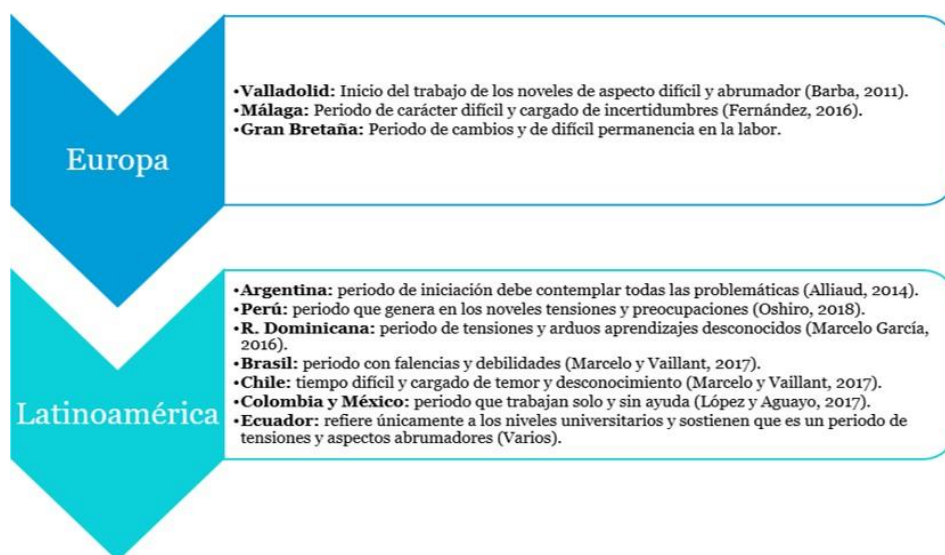 Europa
•Valladolid: Inicio del trabajo de los noveles de aspecto difícil y abrumador (Barba, 2011).
•Málaga: Periodo de carácter difícil y cargado de incertidumbres (Fernández, 2016).
•Gran Bretaña: Periodo de cambios y de difícil permanencia en la labor.
Latinoamérica
•Argentina: periodo de iniciación debe contemplar todas las problemáticas (Alliaud, 2014).
•Perú: periodo que genera en los noveles tensiones y preocupaciones (Oshiro, 2018).
•R. Dominicana: periodo de tensiones y arduos aprendizajes desconocidos (Marcelo García,
2016).
•Brasil: periodo con falencias y debilidades (Marcelo y Vaillant, 2017).
•Chile: tiempo difícil y cargado de temor y desconocimiento (Marcelo y Vaillant, 2017).
•Colombia y México: periodo que trabajan solo y sin ayuda (López y Aguayo, 2017).
•Ecuador: refiere únicamente a los niveles universitarios y sostienen que es un periodo de
tensiones y aspectos abrumadores (Varios).